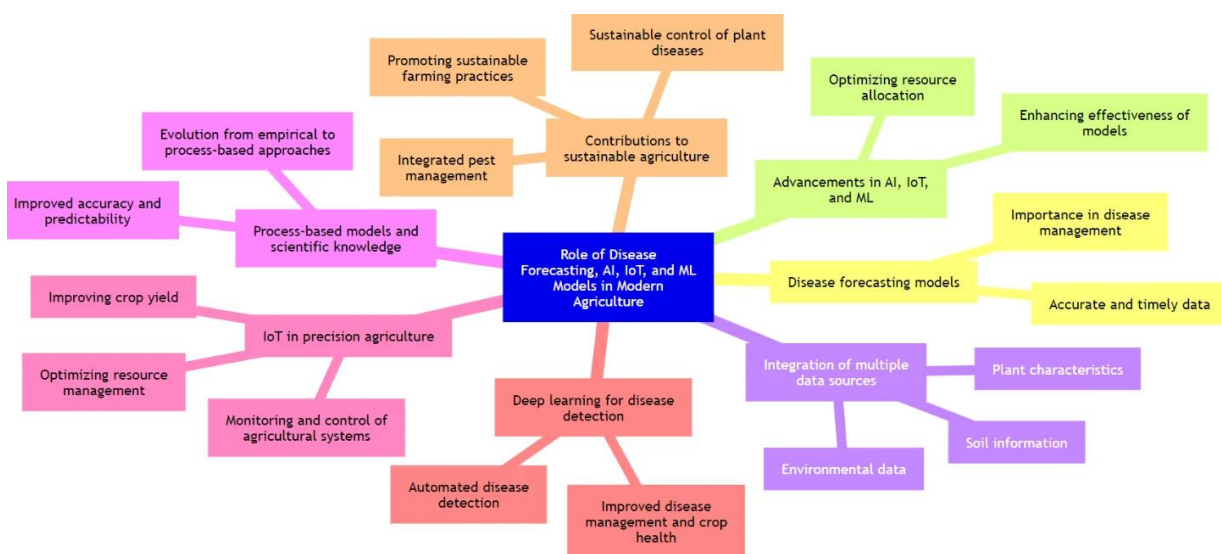 Role of Disease
Forecasting, AI, IoT, and ML
Models in Modern
Agriculture
Contributions to
sustainable agriculture
Sustainable control of plant
diseases
Promoting sustainable
farming practices
Integrated pest
management
Advancements in AI, IoT,
and ML
Optimizing resource
allocation
Enhancing effectiveness of
models
Disease forecasting models
Importance in disease
management
Accurate and timely data
Integration of multiple
data sources
Plant characteristics
Soil information
Environmental data
Deep learning for disease
detection
Automated disease
detection
Improved disease
management and crop
health
IoT in precision agriculture
Improving crop yield
Optimizing resource
management
Monitoring and control of
agricultural systems
Process-based models and
scientific knowledge
Evolution from empirical to
process-based approaches
Improved accuracy and
predictability